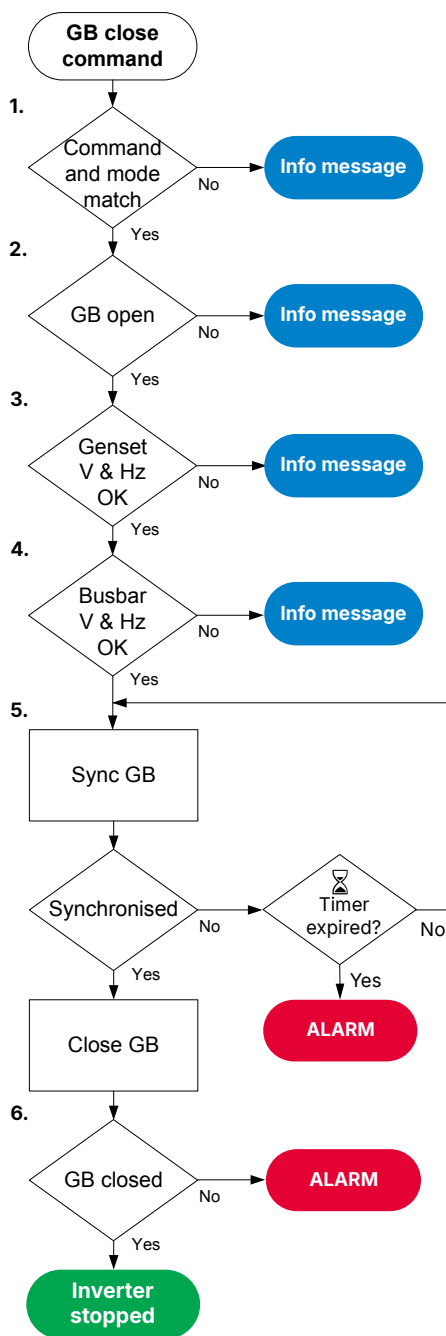 GB close
command
1.
Command
and mode
match
No
Info message
Yes
2.
GB open
No
Info message
Yes
3.
Genset
V & Hz
OK
No
Info message
Yes
4.
Busbar
V & Hz
OK
No
Info message
Yes
5.
Sync GB
Synchronised
No
Timer
expired?
No
Yes
Yes
Close GB
ALARM
6.
GB closed
No
ALARM
Yes
Inverter
stopped